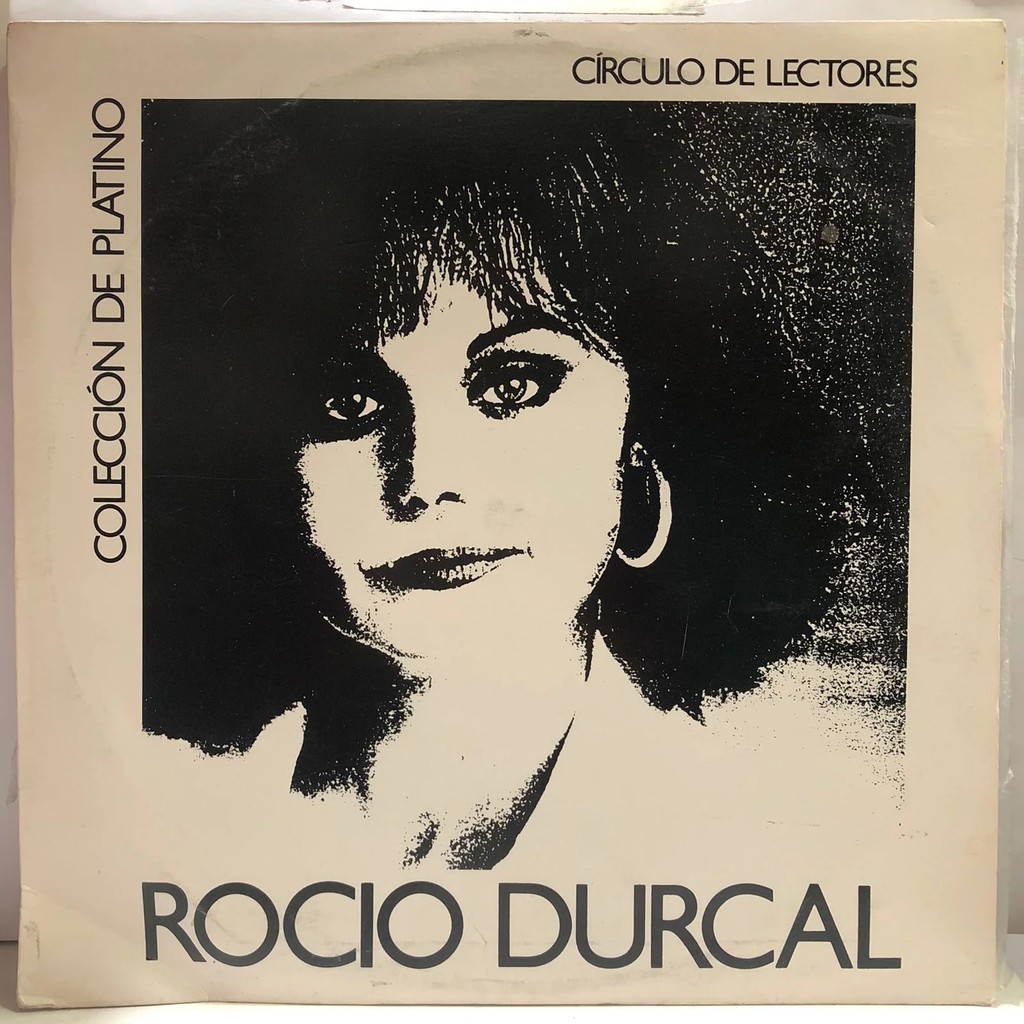 CÍRCULO DE LECTORES
COLECCIÓN DE PLATINO
ROCIO DURCAL